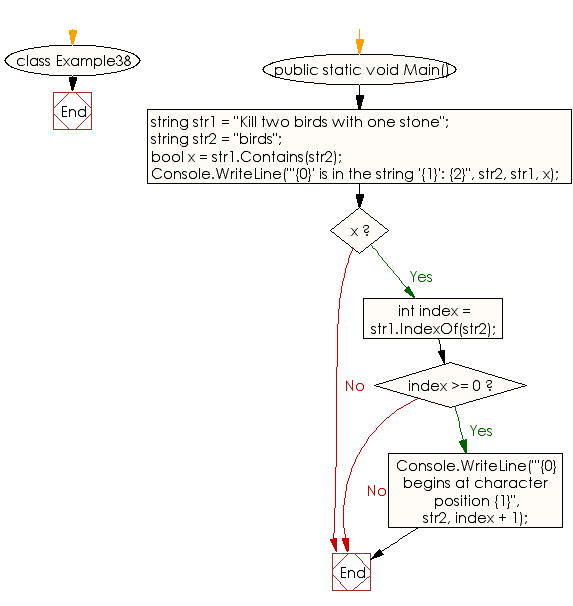 class Example38
End
public static void Main()
string str1 = "Kill two birds with one stone";
string str2 = "birds";
bool x = str1.Contains(str2);
Console.WriteLine("'{0}' is in the string '{1}': {2}", str2, str1, x);
x ?
Yes
int index =
str1.IndexOf(str2);
No
index >= 0 ?
Yes
Console.WriteLine("'{0}
begins at character
position {1}",
str2, index + 1);
No
End